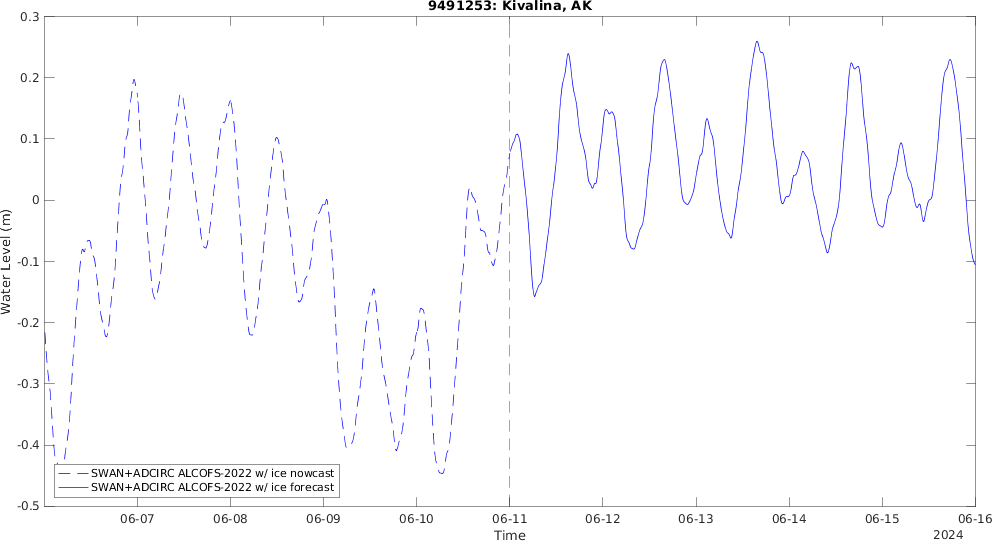 9491253: Kivalina, AK
0.3
0.2
0.1
0
-0.1
-0.2
-0.3
-0.4
-0.5
Water Level (m)
SWAN+ADCIRC ALCOFS-2022 w/ ice nowcast
SWAN+ADCIRC ALCOFS-2022 w/ ice forecast
06-07 06-08 06-09 06-10 06-11 06-12 06-13 06-14 06-15 06-16
Time
2024